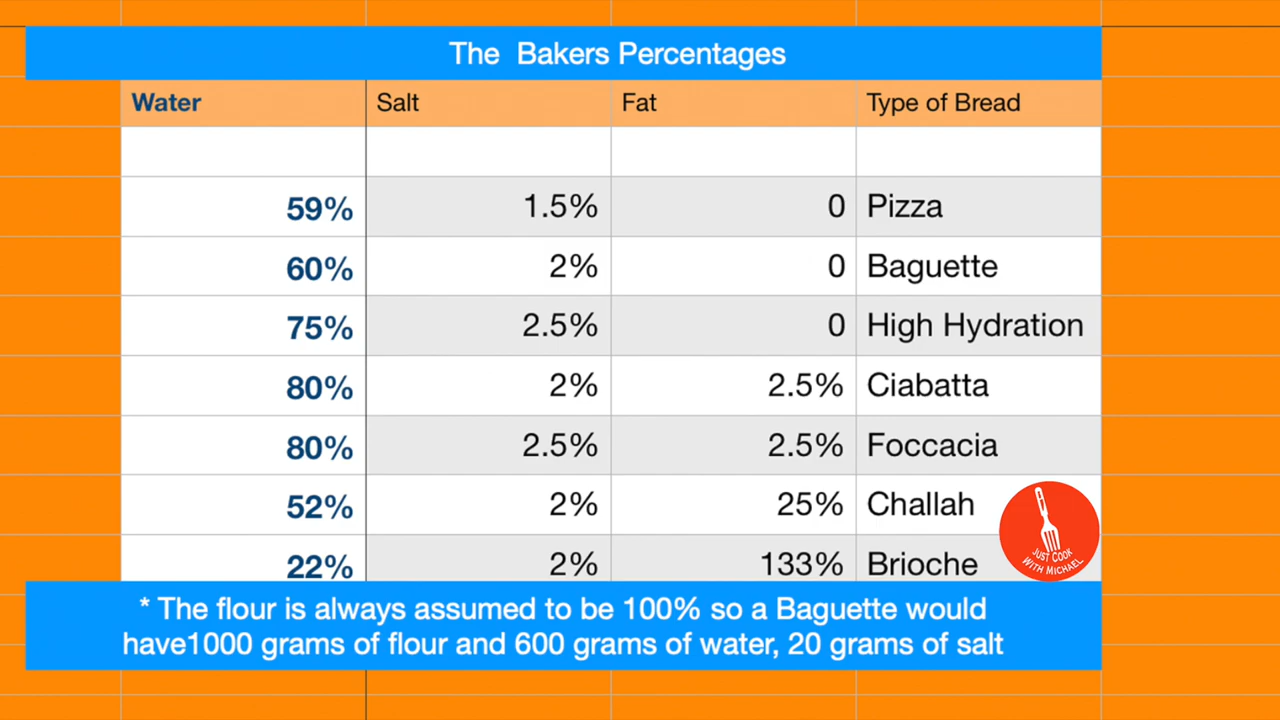 The Bakers Percentages
Water Salt Fat Type of Bread
59% 1.5% 0 Pizza
60% 2% 0 Baguette
75% 2.5% 0 High Hydration
80% 2% 2.5% Ciabatta
80% 2.5% 2.5% Foccacia
52% 2% 25% Challah
22% 2% 133% Brioche
JUST COOK
WITH MICHAEL
* The flour is always assumed to be 100% so a Baguette would
have1000 grams of flour and 600 grams of water, 20 grams of salt